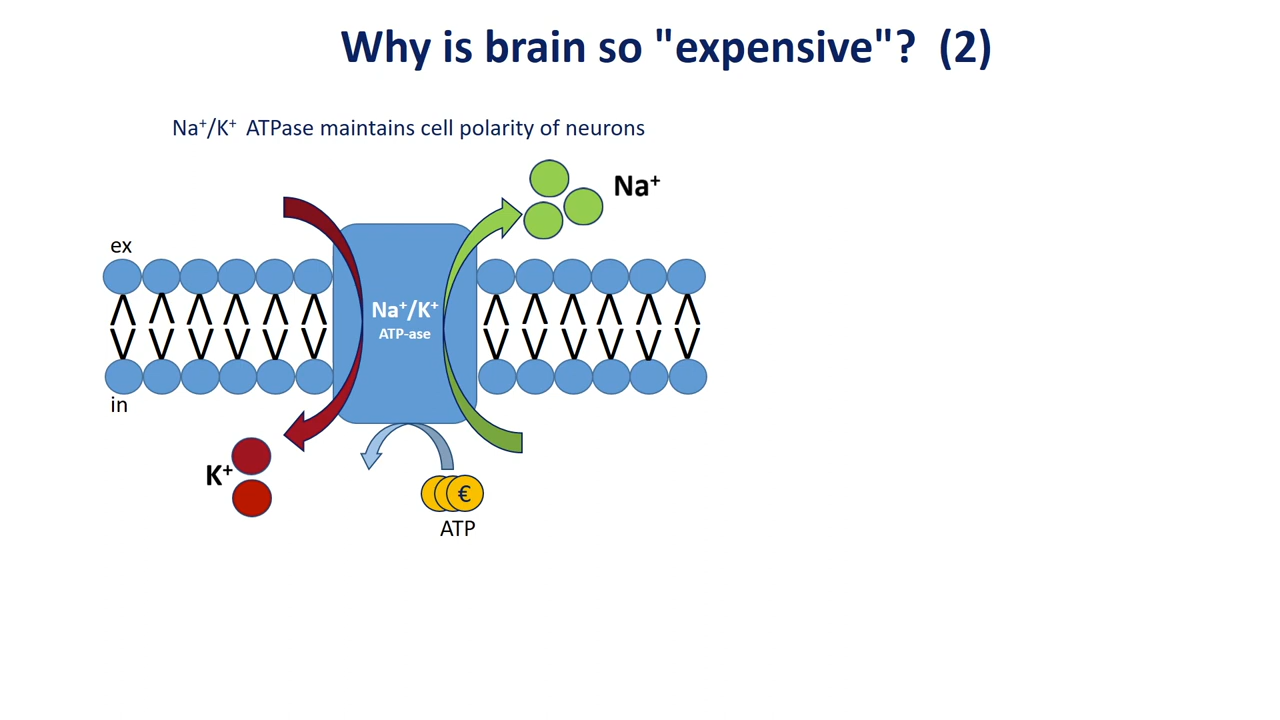 Why is brain so "expensive"? (2)
Na⁺/K⁺ ATPase maintains cell polarity of neurons
Na⁺
ex
Na⁺/K⁺
ATP-ase
in
K⁺
€
ATP